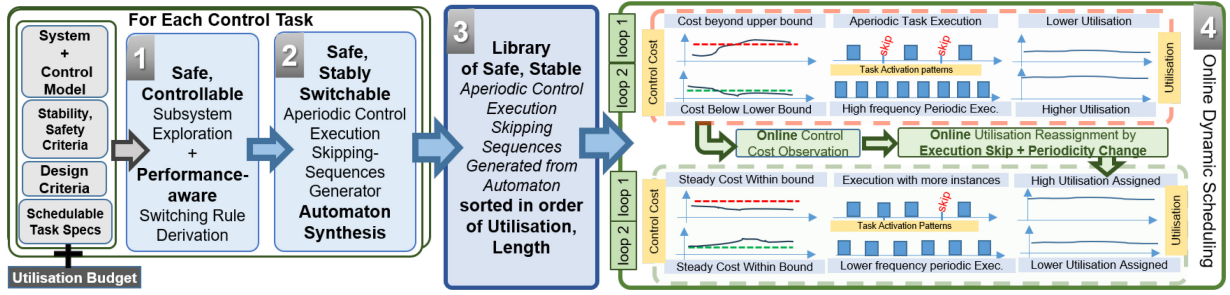 For Each Control Task
System
+
Control
Model
Stability,
Safety
Criteria
Design
Criteria
Schedulable
Task Specs
Utilisation Budget
1
Safe,
Controllable
Subsystem
Exploration
+
Performance-
aware
Switching Rule
Derivation
2
Safe,
Stably
Switchable
Aperiodic Control
Execution
Skipping-
Sequences
Generator
Automaton
Synthesis
3
Library
of Safe, Stable
Aperiodic Control
Execution
Skipping
Sequences
Generated from
Automaton
sorted in order
of Utilisation,
Length
4
Online Dynamic Scheduling
loop 1
loop 2
Control Cost
Cost beyond upper bound
Cost Below Lower Bound
Aperiodic Task Execution
skip
skip
Task Activation patterns
High frequency Periodic Exec.
Lower Utilisation
Higher Utilisation
Utilisation
Online Control
Cost Observation
Online Utilisation Reassignment by
Execution Skip + Periodicity Change
loop 1
loop 2
Control Cost
Steady Cost Within bound
Steady Cost Within Bound
Execution with more instances
skip
Task Activation Patterns
Lower frequency periodic Exec.
High Utilisation Assigned
Lower Utilisation Assigned
Utilisation